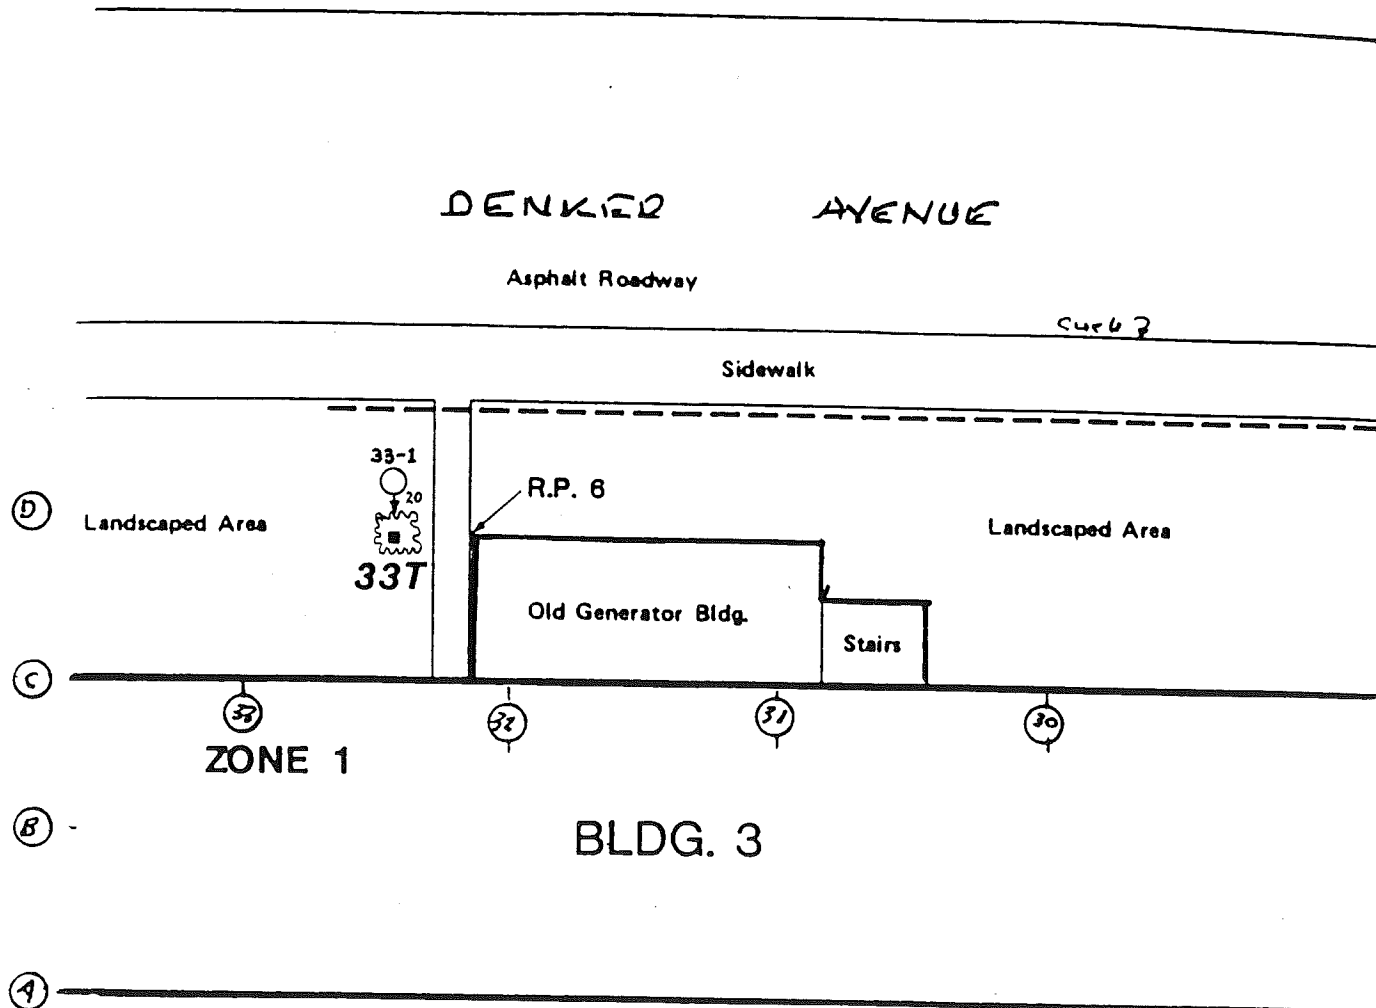 DENKER AVENUE
Asphalt Roadway
Curb ?
Sidewalk
33-1
20
R.P. 6
D
Landscaped Area
Landscaped Area
33T
Old Generator Bldg.
Stairs
C
33
32
31
30
ZONE 1
B
BLDG. 3
A